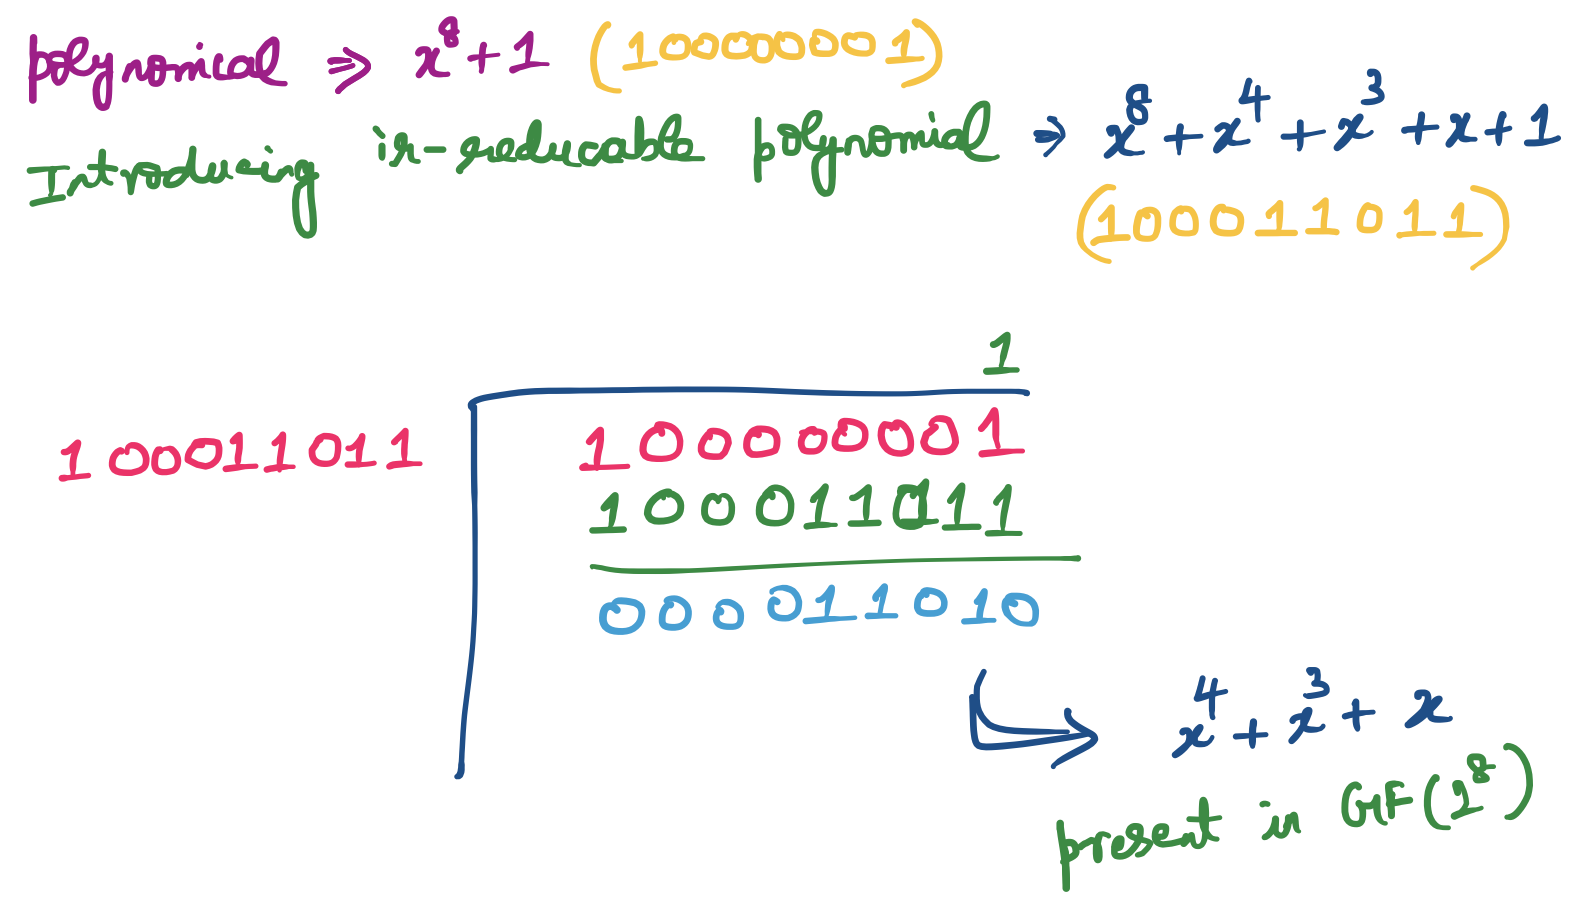 polynomical ⇒ x⁸+1 (100000001)
Introducing ir-reducable polynomial ⇒ x⁸+x⁴+x³+x+1
(100011011)
1
100011011 100000001
100011011
000011010
x⁴+x³+x
present in GF(2⁸)